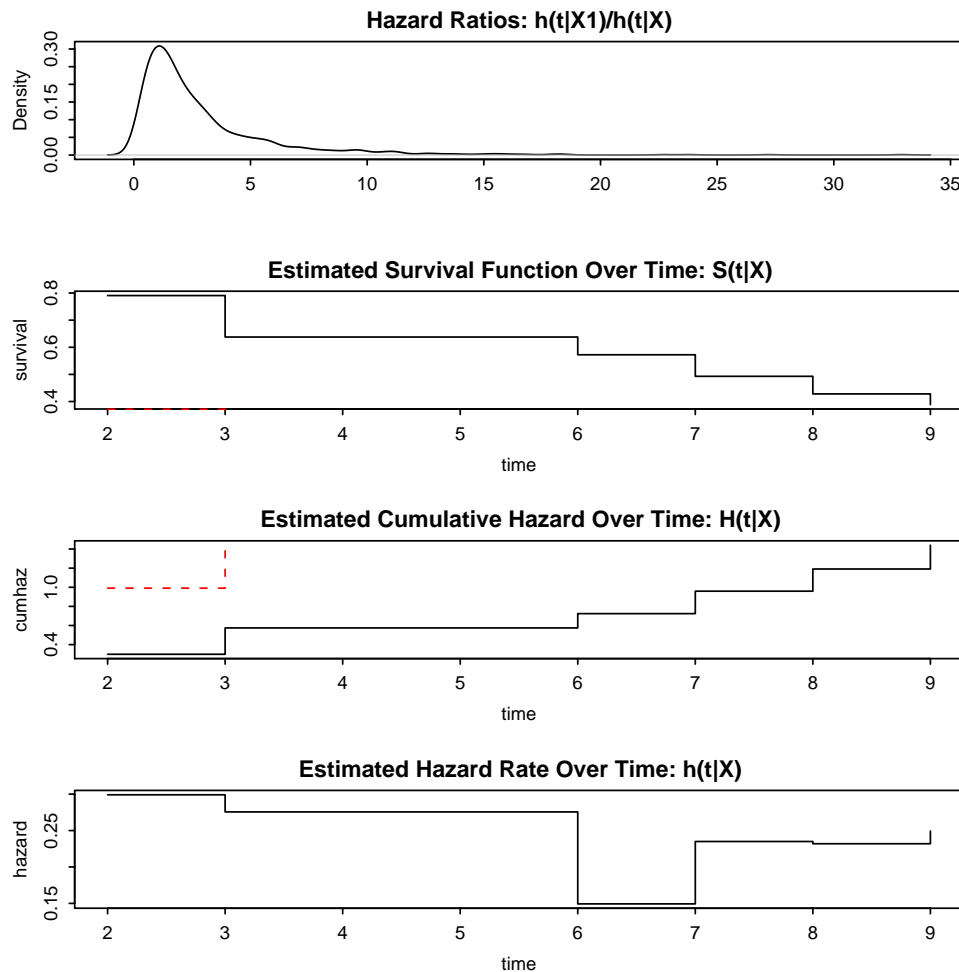 Hazard Ratios: h(t|X1)/h(t|X)
Density
0.00 0.15 0.30
0 5 10 15 20 25 30 35
Estimated Survival Function Over Time: S(t|X)
survival
0.4 0.6 0.8
2 3 4 5 6 7 8 9
time
Estimated Cumulative Hazard Over Time: H(t|X)
cumhaz
0.4 1.0
2 3 4 5 6 7 8 9
time
Estimated Hazard Rate Over Time: h(t|X)
hazard
0.15 0.25
2 3 4 5 6 7 8 9
time